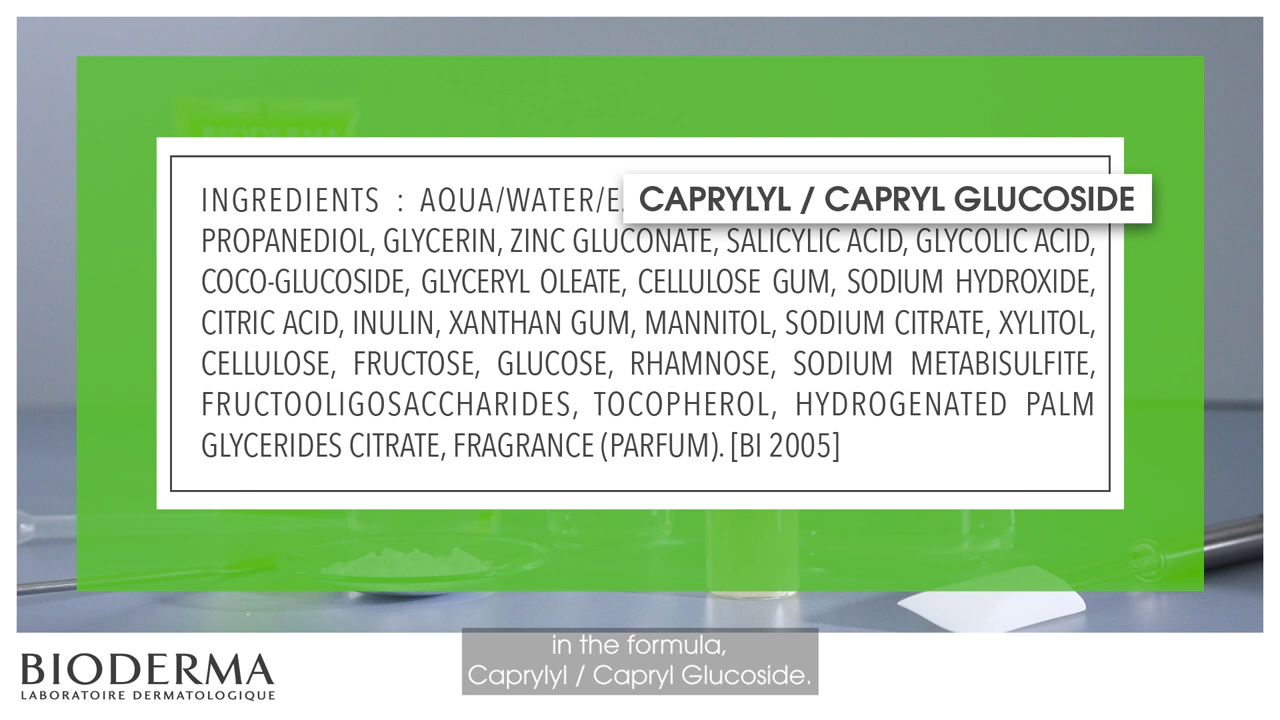 BIODERMA
INGREDIENTS : AQUA/WATER/E
CAPRYLYL / CAPRYL GLUCOSIDE
PROPANEDIOL, GLYCERIN, ZINC GLUCONATE, SALICYLIC ACID, GLYCOLIC ACID,
COCO-GLUCOSIDE, GLYCERYL OLEATE, CELLULOSE GUM, SODIUM HYDROXIDE,
CITRIC ACID, INULIN, XANTHAN GUM, MANNITOL, SODIUM CITRATE, XYLITOL,
CELLULOSE, FRUCTOSE, GLUCOSE, RHAMNOSE, SODIUM METABISULFITE,
FRUCTOOLIGOSACCHARIDES, TOCOPHEROL, HYDROGENATED PALM
GLYCERIDES CITRATE, FRAGRANCE (PARFUM). [BI 2005]
in the formula,
Caprylyl / Capryl Glucoside.
BIODERMA
LABORATOIRE DERMATOLOGIQUE